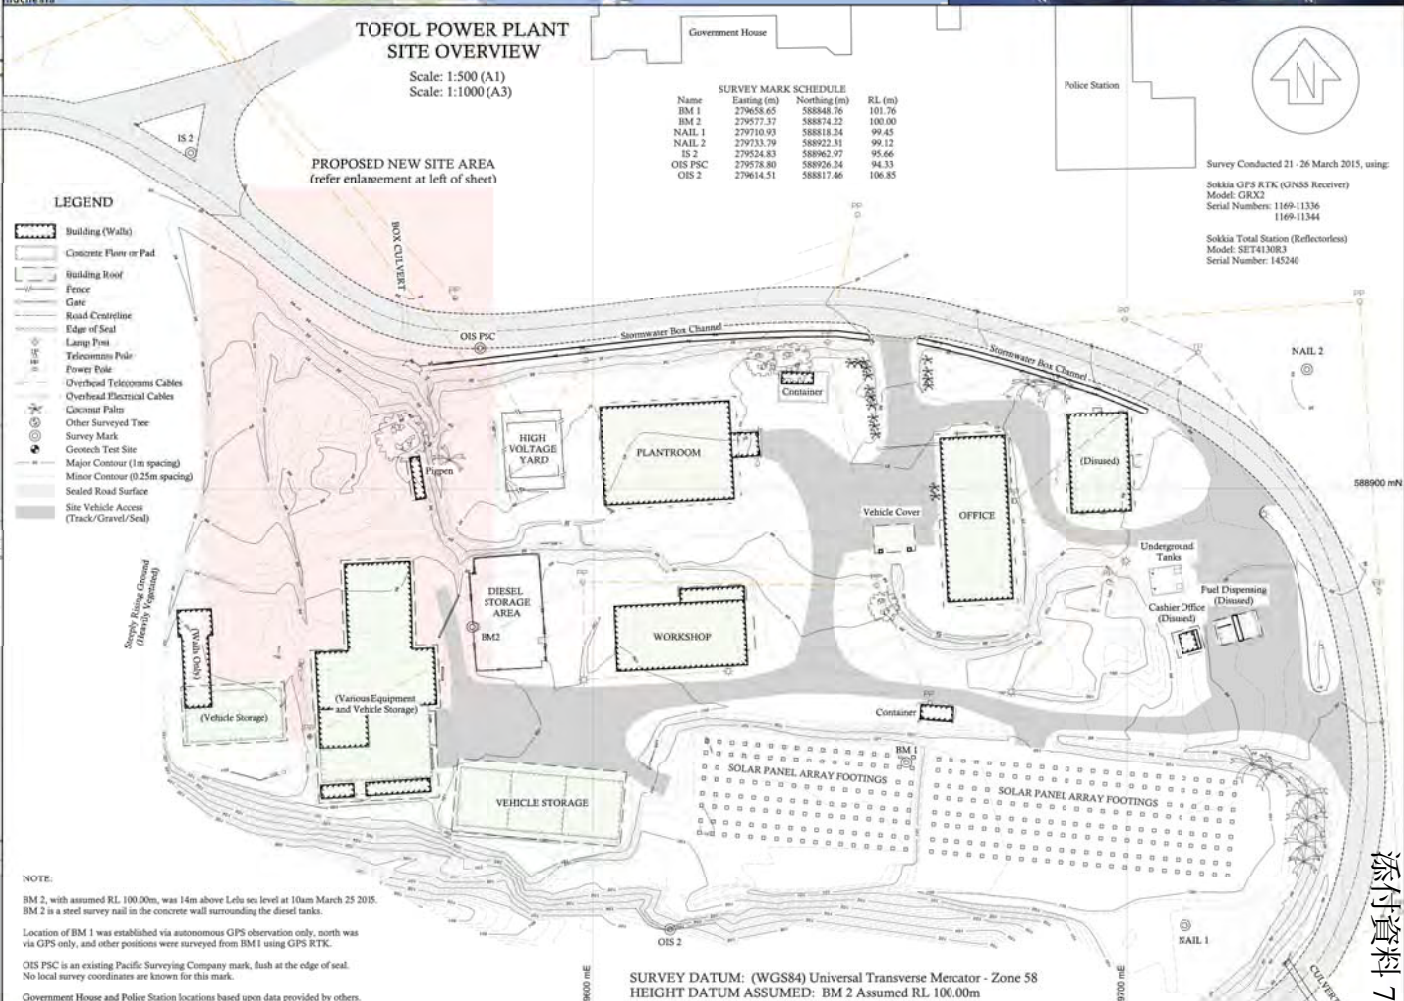 TOFOL POWER PLANT
SITE OVERVIEW
Scale: 1:500 (A1)
Scale: 1:1000 (A3)
Government House
Police Station
N
SURVEY MARK SCHEDULE
Name Easting (m) Northing (m) RL (m)
BM 1 279658.65 588848.76 101.76
BM 2 279577.37 588874.22 100.00
NAIL 1 279710.93 588818.24 99.45
NAIL 2 279733.79 588922.31 99.12
IS 2 279524.83 588962.97 95.66
OIS PSC 279578.80 588926.24 94.33
OIS 2 279614.51 588817.46 106.85
IS 2
PROPOSED NEW SITE AREA
(refer enlargement at left of sheet)
Survey Conducted 21-26 March 2015, using:
Sokkia GPS RTK (GNSS Receiver)
Model: GRX2
Serial Numbers: 1169-11336
1169-11344
Sokkia Total Station (Reflectorless)
Model: SET4130R3
Serial Number: 145240
LEGEND
Building (Walls)
Concrete Floor or Pad
Building Roof
Fence
Gate
Road Centreline
Edge of Seal
Lamp Post
Telecomms Pole
Power Pole
Overhead Telecomms Cables
Overhead Electrical Cables
Coconut Palm
Other Surveyed Tree
Survey Mark
Geotech Test Site
Major Contour (1m spacing)
Minor Contour (0.25m spacing)
Sealed Road Surface
Site Vehicle Access
(Track/Gravel/Seal)
BOX CULVERT
PP
PP
PP
PP
PP
OIS PSC
Stormwater Box Channel
Stormwater Box Channel
NAIL 2
Container
HIGH
VOLTAGE
YARD
PLANTROOM
Pigpen
(Disused)
588900 mN
Vehicle Cover
OFFICE
Underground
Tanks
Steeply Rising Ground
(Heavily Vegetated)
DIESEL
STORAGE
AREA
BM2
WORKSHOP
Fuel Dispensing
(Disused)
Cashier Office
(Disused)
(Walls Only)
(Vehicle Storage)
(Various Equipment
and Vehicle Storage)
PP
Container
BM 1
SOLAR PANEL ARRAY FOOTINGS
SOLAR PANEL ARRAY FOOTINGS
VEHICLE STORAGE
NOTE:
BM 2, with assumed RL 100.00m, was 14m above Lelu sea level at 10am March 25 2015.
BM 2 is a steel survey nail in the concrete wall surrounding the diesel tanks.
Location of BM 1 was established via autonomous GPS observation only, north was
via GPS only, and other positions were surveyed from BM1 using GPS RTK.
OIS PSC is an existing Pacific Surveying Company mark, flush at the edge of seal.
No local survey coordinates are known for this mark.
Government House and Police Station locations based upon data provided by others.
OIS 2
NAIL 1
CULVERT
SURVEY DATUM: (WGS84) Universal Transverse Mercator - Zone 58
HEIGHT DATUM ASSUMED: BM 2 Assumed RL 100.00m
添付資料 7